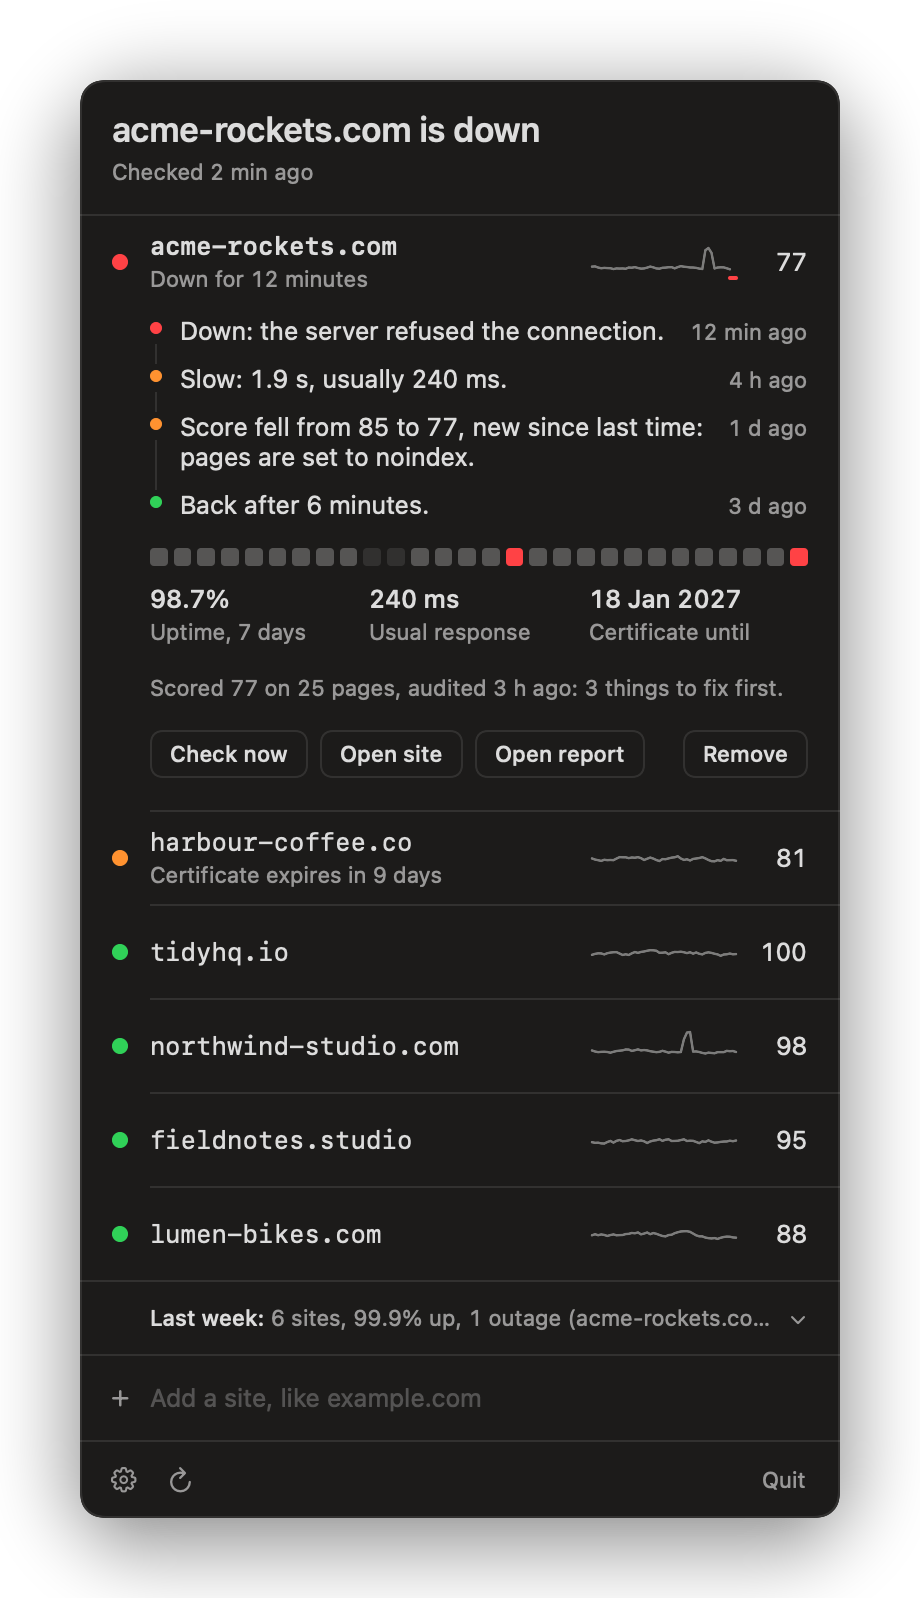 acme-rockets.com is down
Checked 2 min ago
acme-rockets.com
77
Down for 12 minutes
Down: the server refused the connection. 12 min ago
Slow: 1.9 s, usually 240 ms. 4 h ago
Score fell from 85 to 77, new since last time: 1 d ago
pages are set to noindex.
Back after 6 minutes. 3 d ago
98.7% 240 ms 18 Jan 2027
Uptime, 7 days Usual response Certificate until
Scored 77 on 25 pages, audited 3 h ago: 3 things to fix first.
Check now Open site Open report Remove
harbour-coffee.co
81
Certificate expires in 9 days
tidyhq.io 100
northwind-studio.com 98
fieldnotes.studio 95
lumen-bikes.com 88
Last week: 6 sites, 99.9% up, 1 outage (acme-rockets.co...
+ Add a site, like example.com
Quit